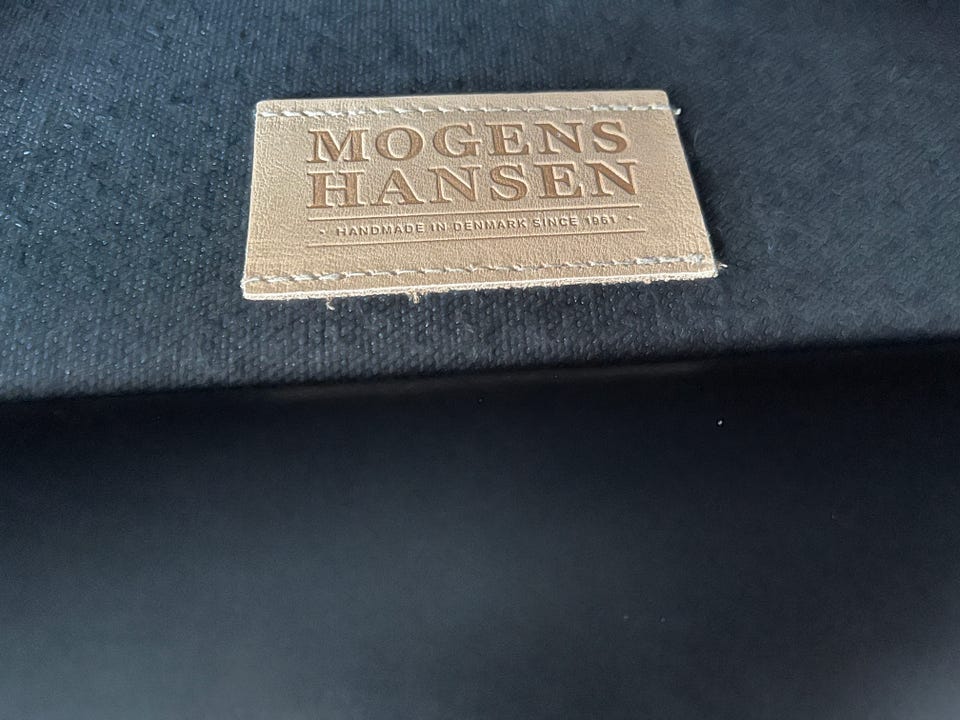 MOGENS
HANSEN
- HANDMADE IN DENMARK SINCE 1961 -